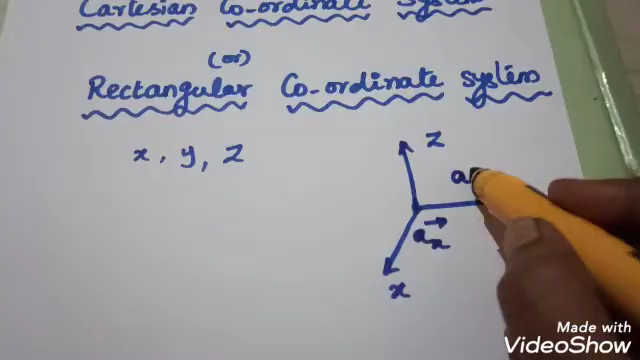 Cartesian Co-ordinate System
(or)
Rectangular Co-ordinate system
x, y, z
z
a
a⃗x
x
Made with
VideoShow